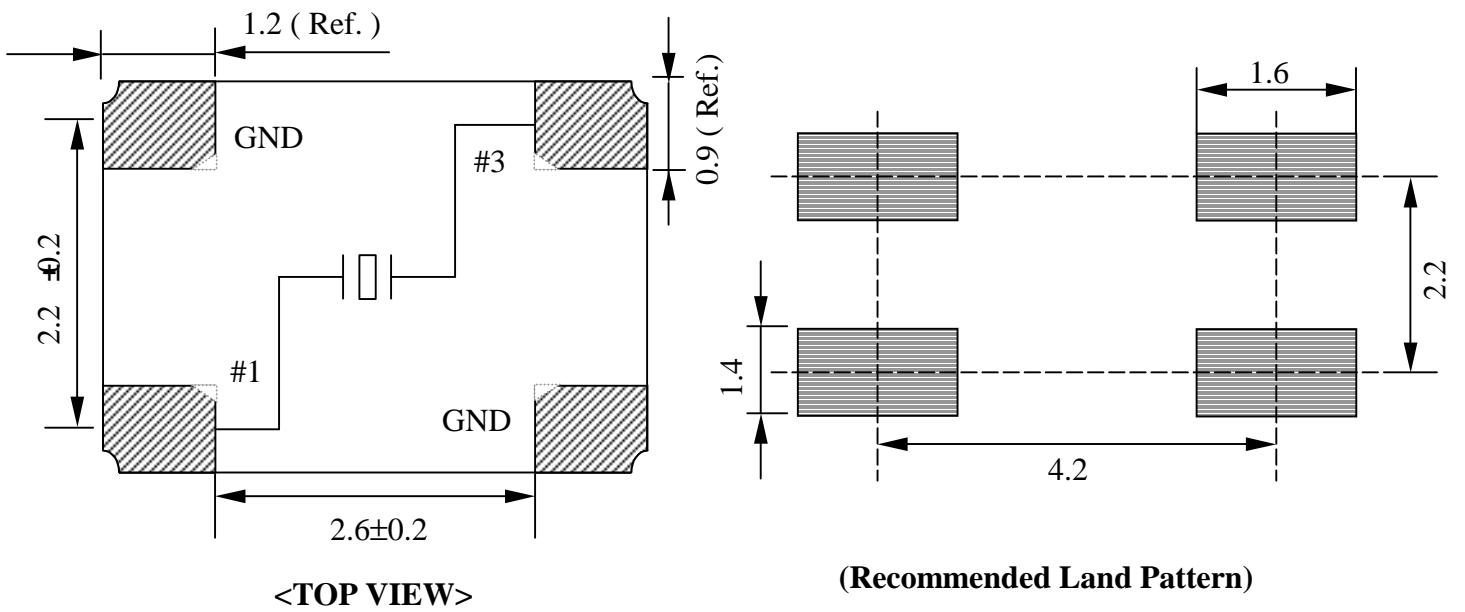 1.2 ( Ref. )
0.9 ( Ref.)
GND
#3
2.2 ±0.2
#1
GND
2.6±0.2
<TOP VIEW>
1.6
2.2
1.4
4.2
(Recommended Land Pattern)